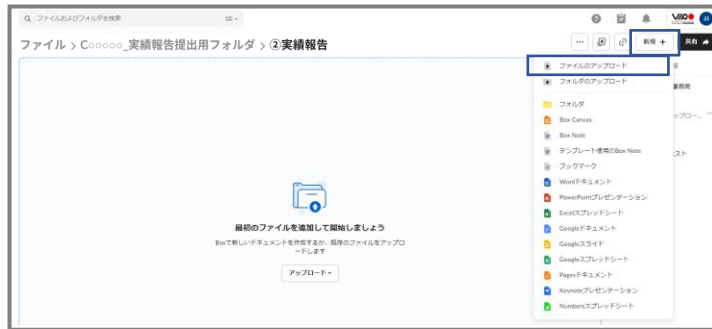 ファイルおよびフォルダを検索
VIPO
JJ
ファイル > C○○○○○_実績報告提出用フォルダ > ②実績報告
新規 +
共有
ファイルのアップロード
フォルダのアップロード
フォルダ
Box Canvas
Box Note
テンプレート使用のBox Note
ブックマーク
Wordドキュメント
PowerPointプレゼンテーション
Excelスプレッドシート
Googleドキュメント
Googleスライド
Googleスプレッドシート
Pagesドキュメント
Keynoteプレゼンテーション
Numbersスプレッドシート
事務局
ップロー...
スト
最初のファイルを追加して開始しましょう
Boxで新しいドキュメントを作成するか、既存のファイルをアップロ
ードします
アップロード